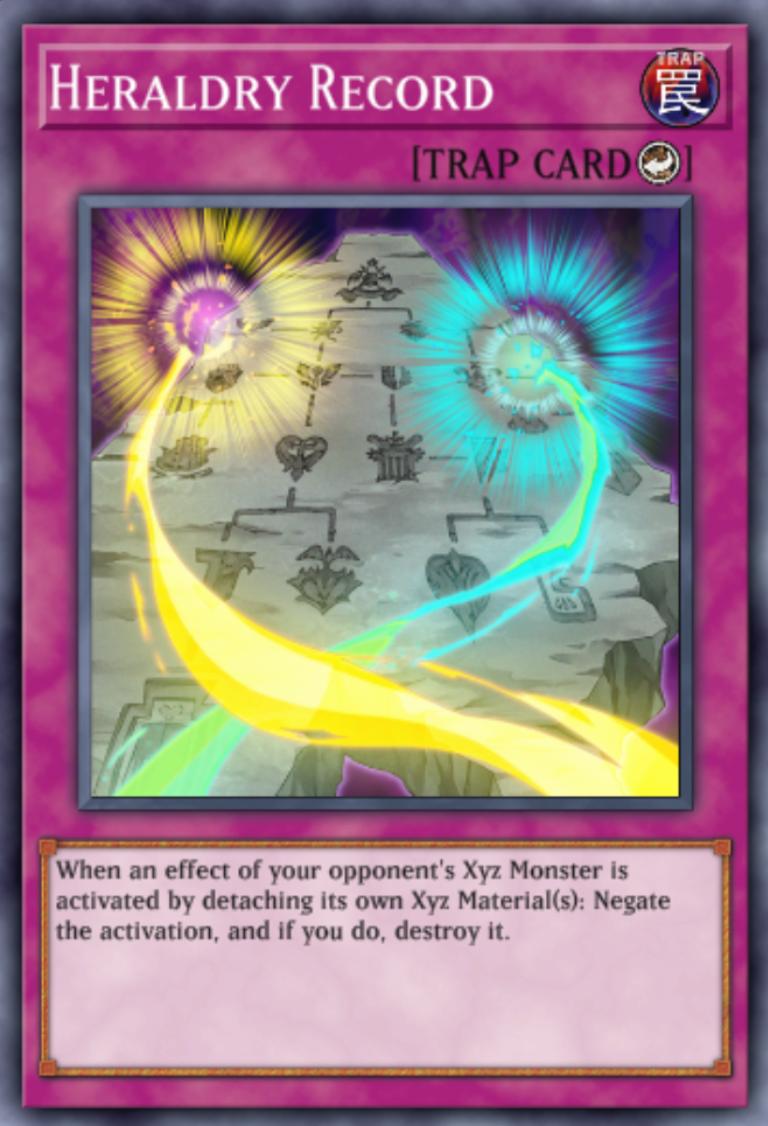 HERALDRY RECORD
TRAP
罠
[TRAP CARD]
When an effect of your opponent's Xyz Monster is
activated by detaching its own Xyz Material(s): Negate
the activation, and if you do, destroy it.